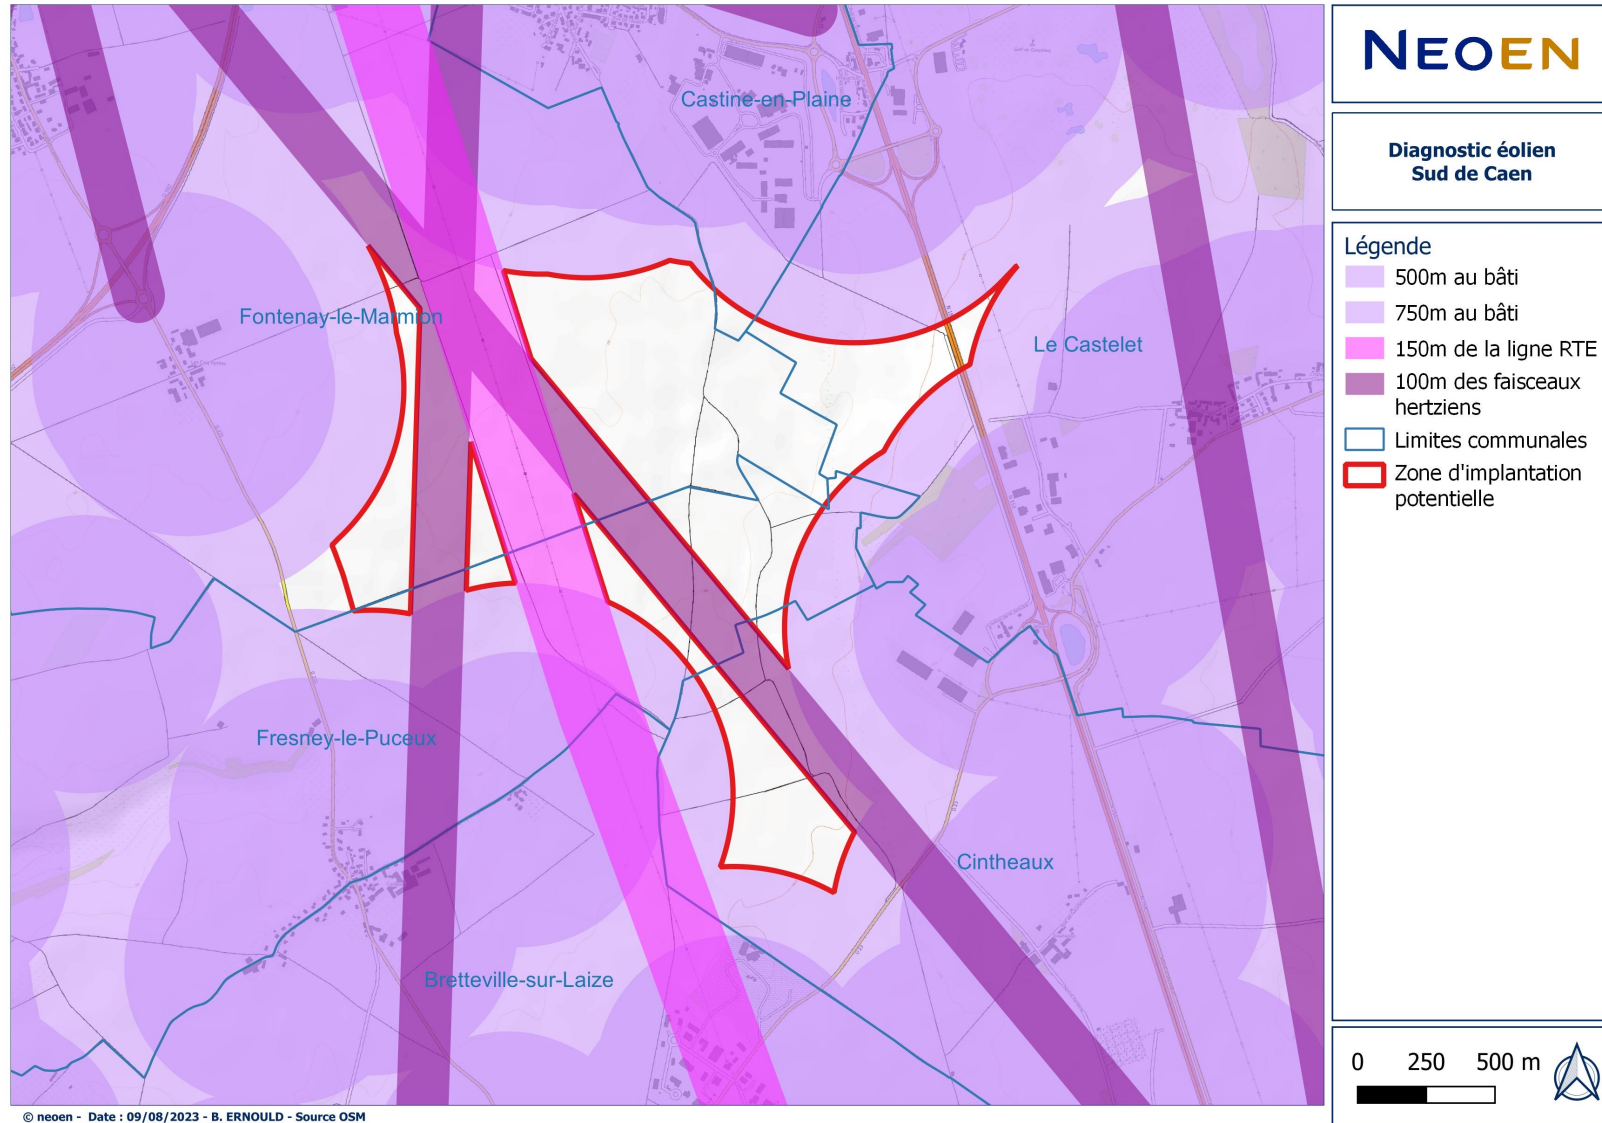 NEOEN
Diagnostic éolien
Sud de Caen
Légende
500m au bâti
750m au bâti
150m de la ligne RTE
100m des faisceaux
hertziens
Limites communales
Zone d'implantation
potentielle
0 250 500 m
Castine-en-Plaine
Fontenay-le-Marmion
Le Castelet
Fresney-le-Puceux
Cintheaux
Bretteville-sur-Laize
© neoen - Date : 09/08/2023 - B. ERNOULD - Source OSM